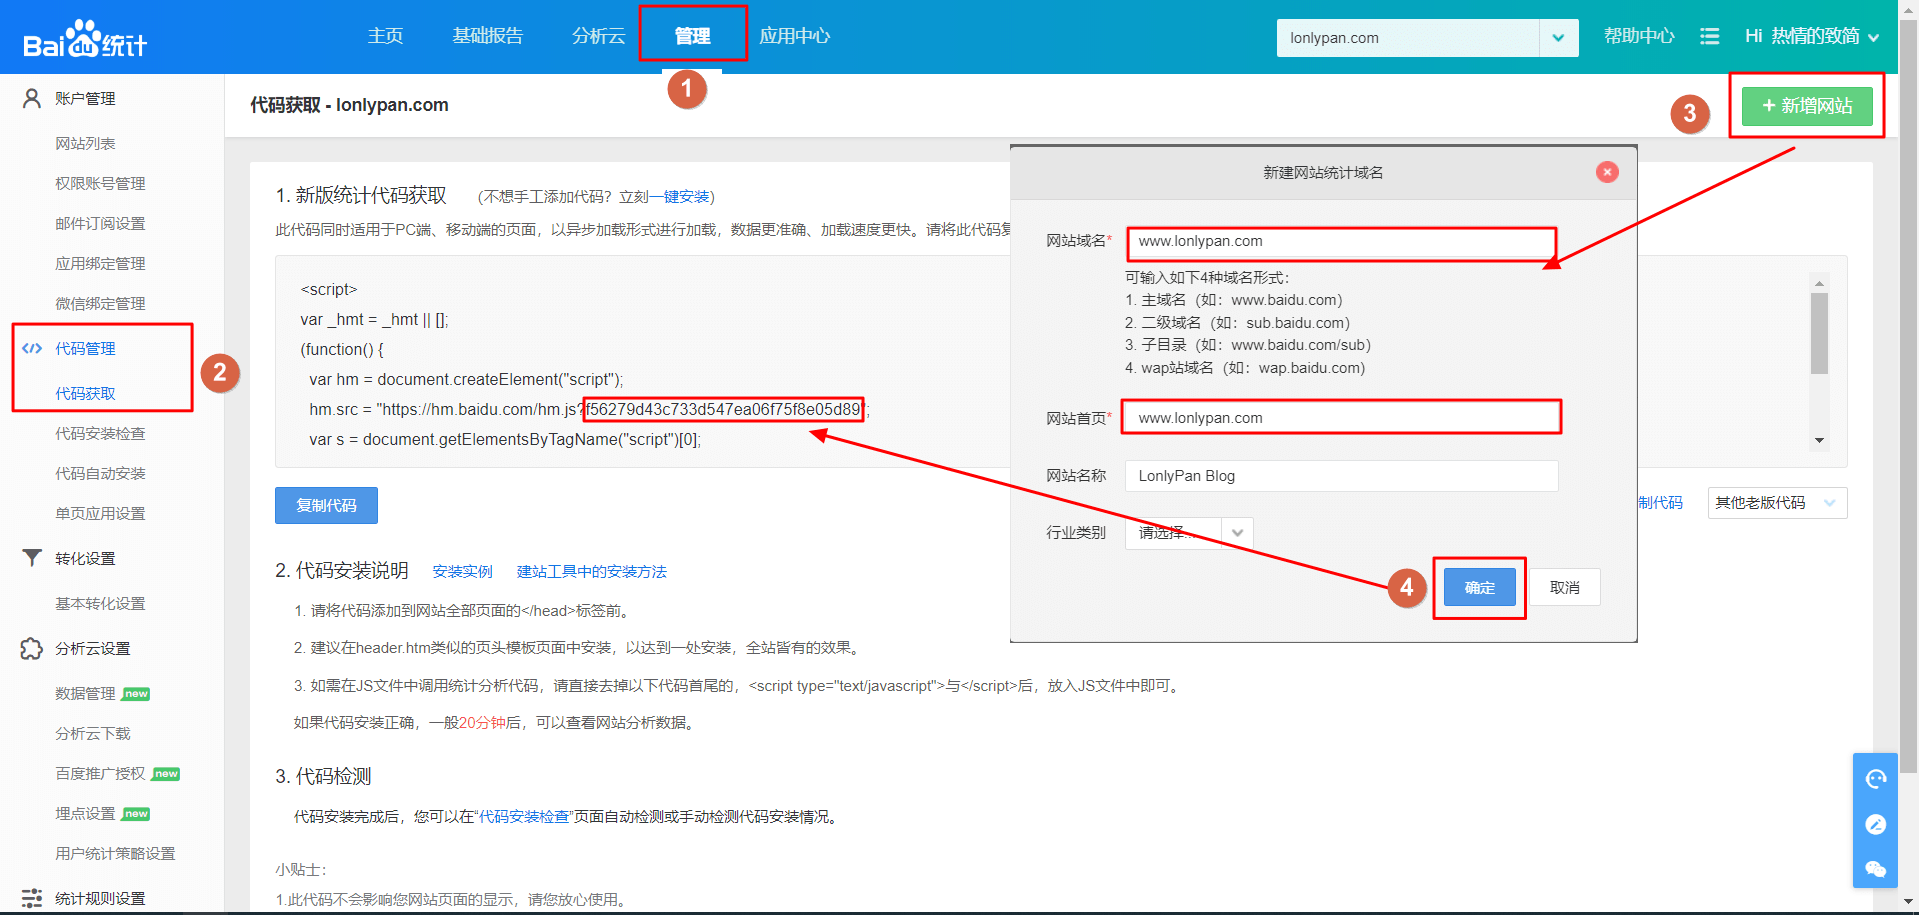 Bai du 统计
主页 基础报告 分析云 管理 应用中心 lonlypan.com 帮助中心 Hi 热情的致简
1
账户管理
网站列表
权限账号管理
邮件订阅设置
应用绑定管理
微信绑定管理
</> 代码管理
代码获取
2
代码安装检查
代码自动安装
单页应用设置
转化设置
基本转化设置
分析云设置
数据管理 new
分析云下载
百度推广授权 new
埋点设置 new
用户统计策略设置
统计规则设置
代码获取 - lonlypan.com
3
+ 新增网站
1. 新版统计代码获取 (不想手工添加代码？立刻一键安装)
此代码同时适用于PC端、移动端的页面，以异步加载形式进行加载，数据更准确、加载速度更快。请将此代码复
<script>
var _hmt = _hmt || [];
(function() {
var hm = document.createElement("script");
hm.src = "https://hm.baidu.com/hm.js?f56279d43c733d547ea06f75f8e05d89";
var s = document.getElementsByTagName("script")[0];
复制代码
制代码 其他老版代码
新建网站统计域名
网站域名* www.lonlypan.com
可输入如下4种域名形式：
1. 主域名（如：www.baidu.com）
2. 二级域名（如：sub.baidu.com）
3. 子目录（如：www.baidu.com/sub）
4. wap站域名（如：wap.baidu.com）
网站首页* www.lonlypan.com
网站名称 LonlyPan Blog
行业类别 请选择...
4 确定 取消
2. 代码安装说明 安装实例 建站工具中的安装方法
1. 请将代码添加到网站全部页面的</head>标签前。
2. 建议在header.htm类似的页头模板页面中安装，以达到一处安装，全站皆有的效果。
3. 如需在JS文件中调用统计分析代码，请直接去掉以下代码首尾的，<script type="text/javascript">与</script>后，放入JS文件中即可。
如果代码安装正确，一般20分钟后，可以查看网站分析数据。
3. 代码检测
代码安装完成后，您可以在“代码安装检查”页面自动检测或手动检测代码安装情况。
小贴士：
1.此代码不会影响您网站页面的显示，请您放心使用。